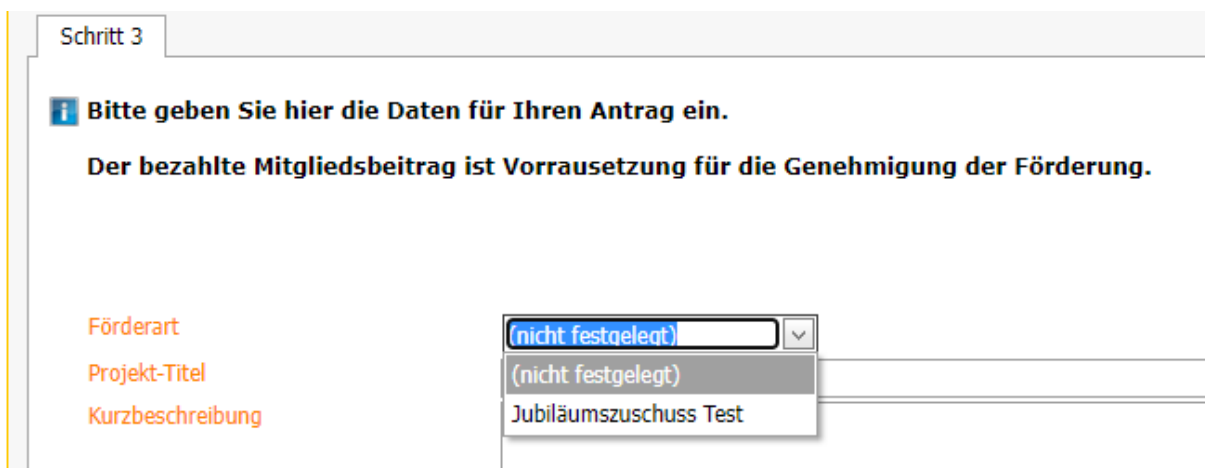 Schritt 3
Bitte geben Sie hier die Daten für Ihren Antrag ein.
Der bezahlte Mitgliedsbeitrag ist Vorrausetzung für die Genehmigung der Förderung.
Förderart
(nicht festgelegt)
Projekt-Titel
(nicht festgelegt)
Kurzbeschreibung
Jubiläumszuschuss Test